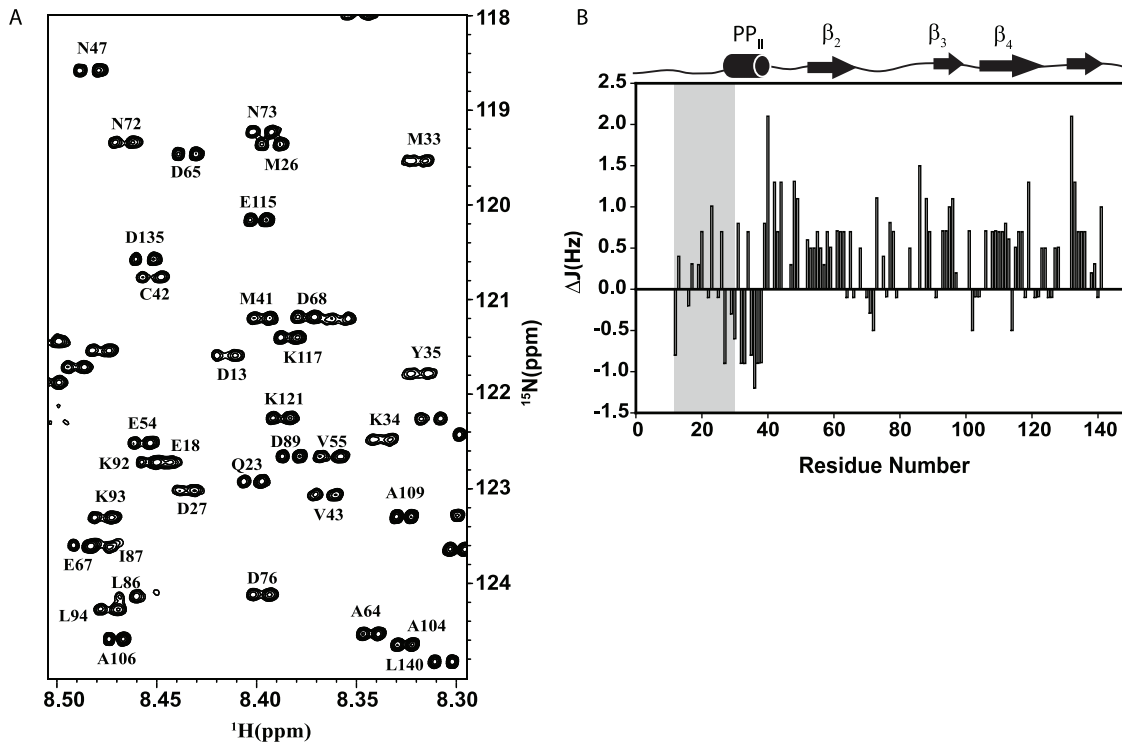 A
118
N47
119
N73
N72
M33
M26
D65
E115
120
D135
C42
121
M41
D68
K117
Y35
D13
122
K121
K34
E54
E18
D89
V55
K92
Q23
123
D27
V43
A109
K93
E67
I87
L86
D76
124
L94
A64
A104
A106
L140
¹⁵N(ppm)
8.50
8.45
8.40
8.35
8.30
¹H(ppm)
B
PP_II
β₂
β₃
β₄
2.5
2.0
1.5
1.0
0.5
0.0
-0.5
-1.0
-1.5
ΔJ(Hz)
0 20 40 60 80 100 120 140
Residue Number